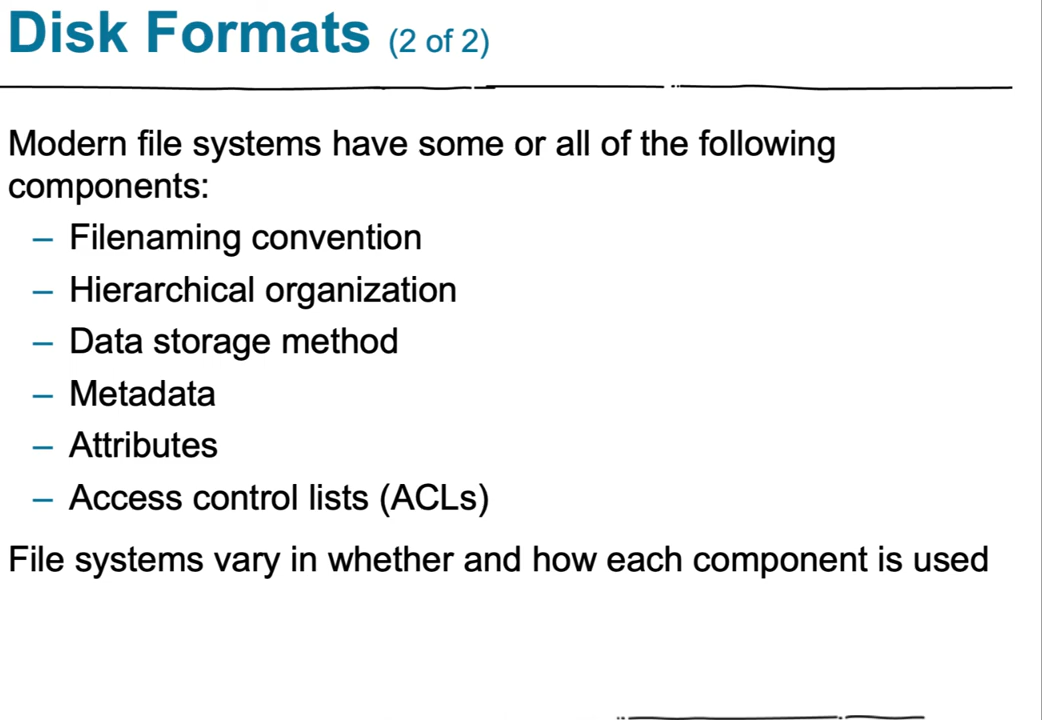 Disk Formats (2 of 2)
Modern file systems have some or all of the following
components:
– Filenaming convention
– Hierarchical organization
– Data storage method
– Metadata
– Attributes
– Access control lists (ACLs)
File systems vary in whether and how each component is used